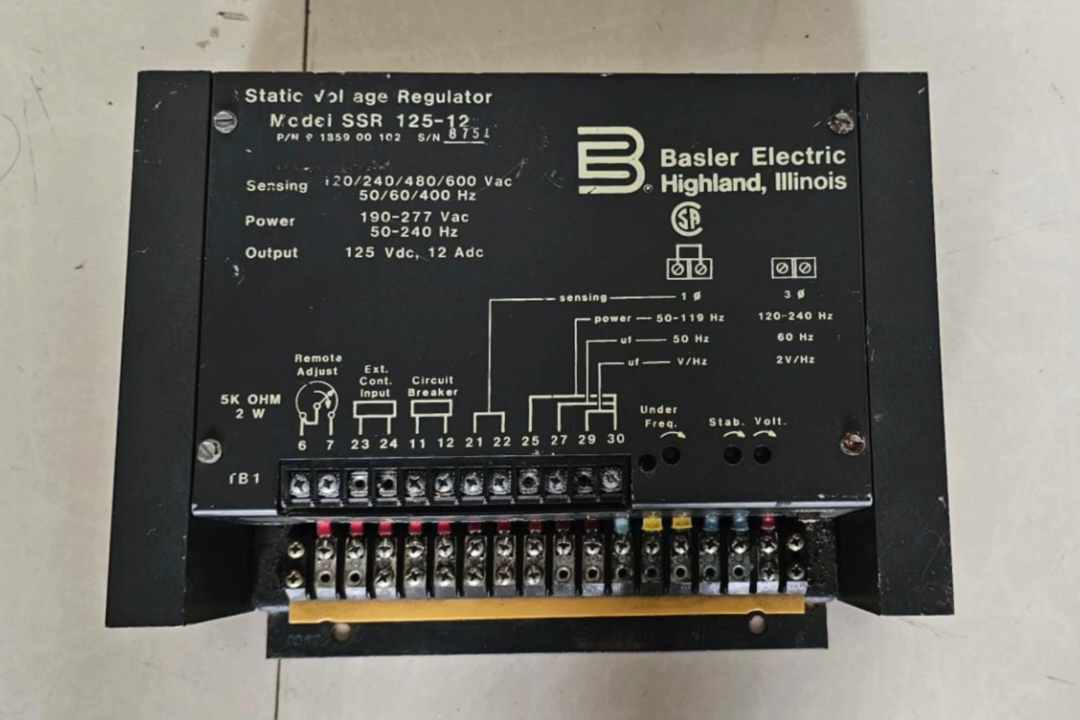 Static Voltage Regulator
Model SSR 125-12
P/N 9 1859 00 102 S/N 875
Sensing 120/240/480/600 Vac
50/60/400 Hz
Power 190-277 Vac
50-240 Hz
Output 125 Vdc, 12 Adc
B
Basler Electric
Highland, Illinois
SA
sensing 1 Ø 3 Ø
power 50-119 Hz 120-240 Hz
uf 50 Hz 60 Hz
uf V/Hz 2V/Hz
Remote
Adjust
Ext.
Cont.
Input
Circuit
Breaker
5K OHM
2 W
6 7 23 24 11 12 21 22 25 27 29 30
Under
Freq.
Stab. Volt.
TB1